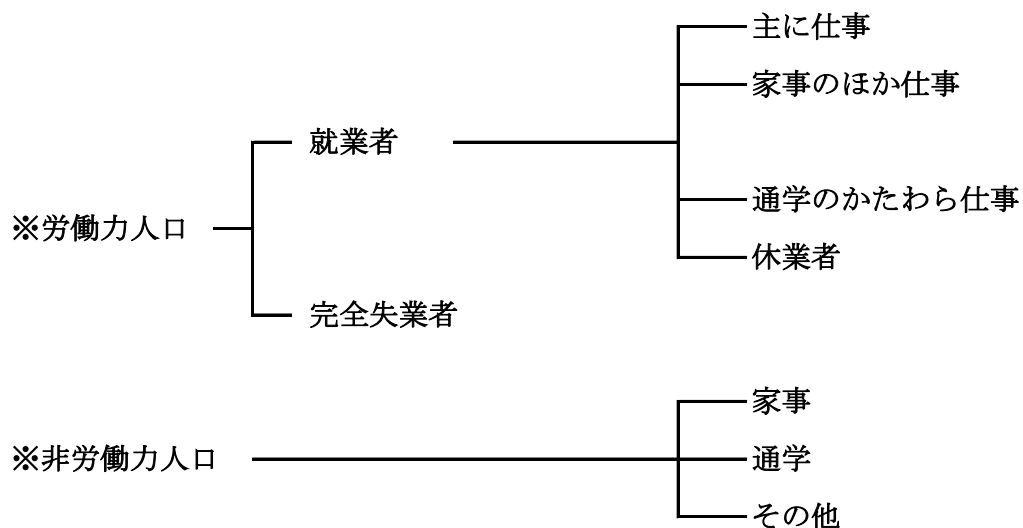 主に仕事
家事のほか仕事
就業者
通学のかたわら仕事
※労働力人口
休業者
完全失業者
家事
※非労働力人口
通学
その他